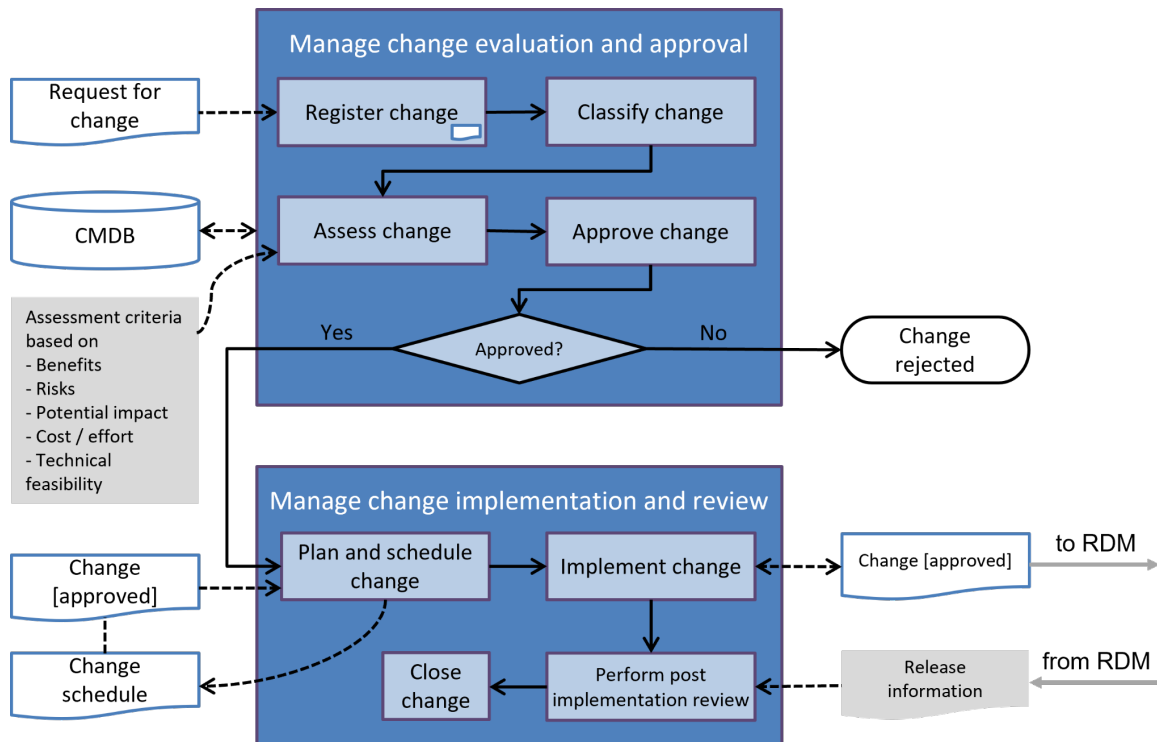 Manage change evaluation and approval
Request for
change
Register change
Classify change
CMDB
Assess change
Approve change
Assessment criteria
based on
- Benefits
- Risks
- Potential impact
- Cost / effort
- Technical
feasibility
Yes
Approved?
No
Change
rejected
Manage change implementation and review
Change
[approved]
Plan and schedule
change
Implement change
Change [approved]
to RDM
Change
schedule
Close
change
Perform post
implementation review
Release
information
from RDM